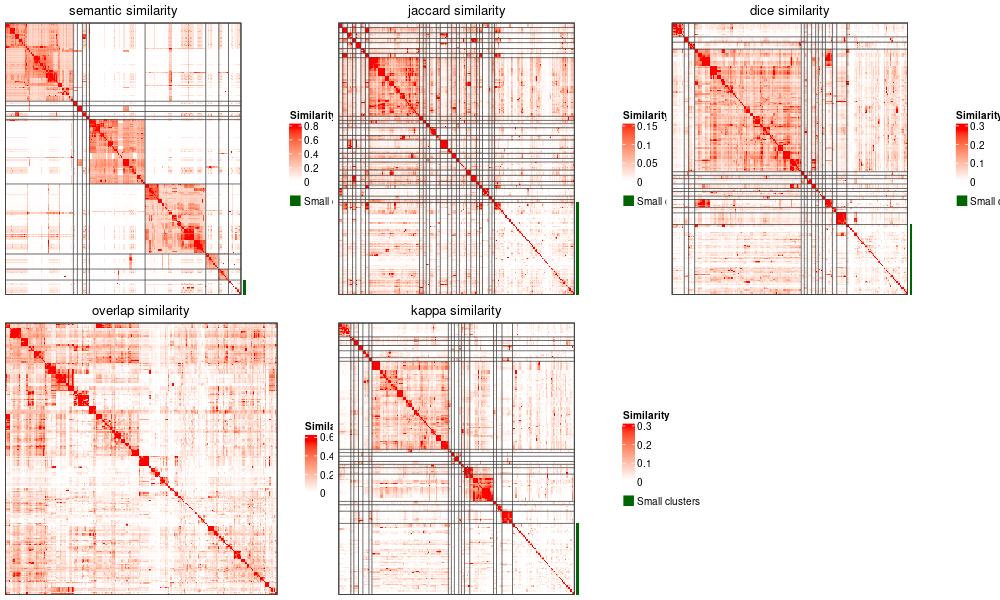 semantic similarity
Similarity
0.8
0.6
0.4
0.2
0
Small
jaccard similarity
Similarity
0.15
0.1
0.05
0
Small
dice similarity
Similarity
0.3
0.2
0.1
0
Small
overlap similarity
0.4
0.2
0
kappa similarity
Similarity
0.3
0.2
0.1
0
Small clusters